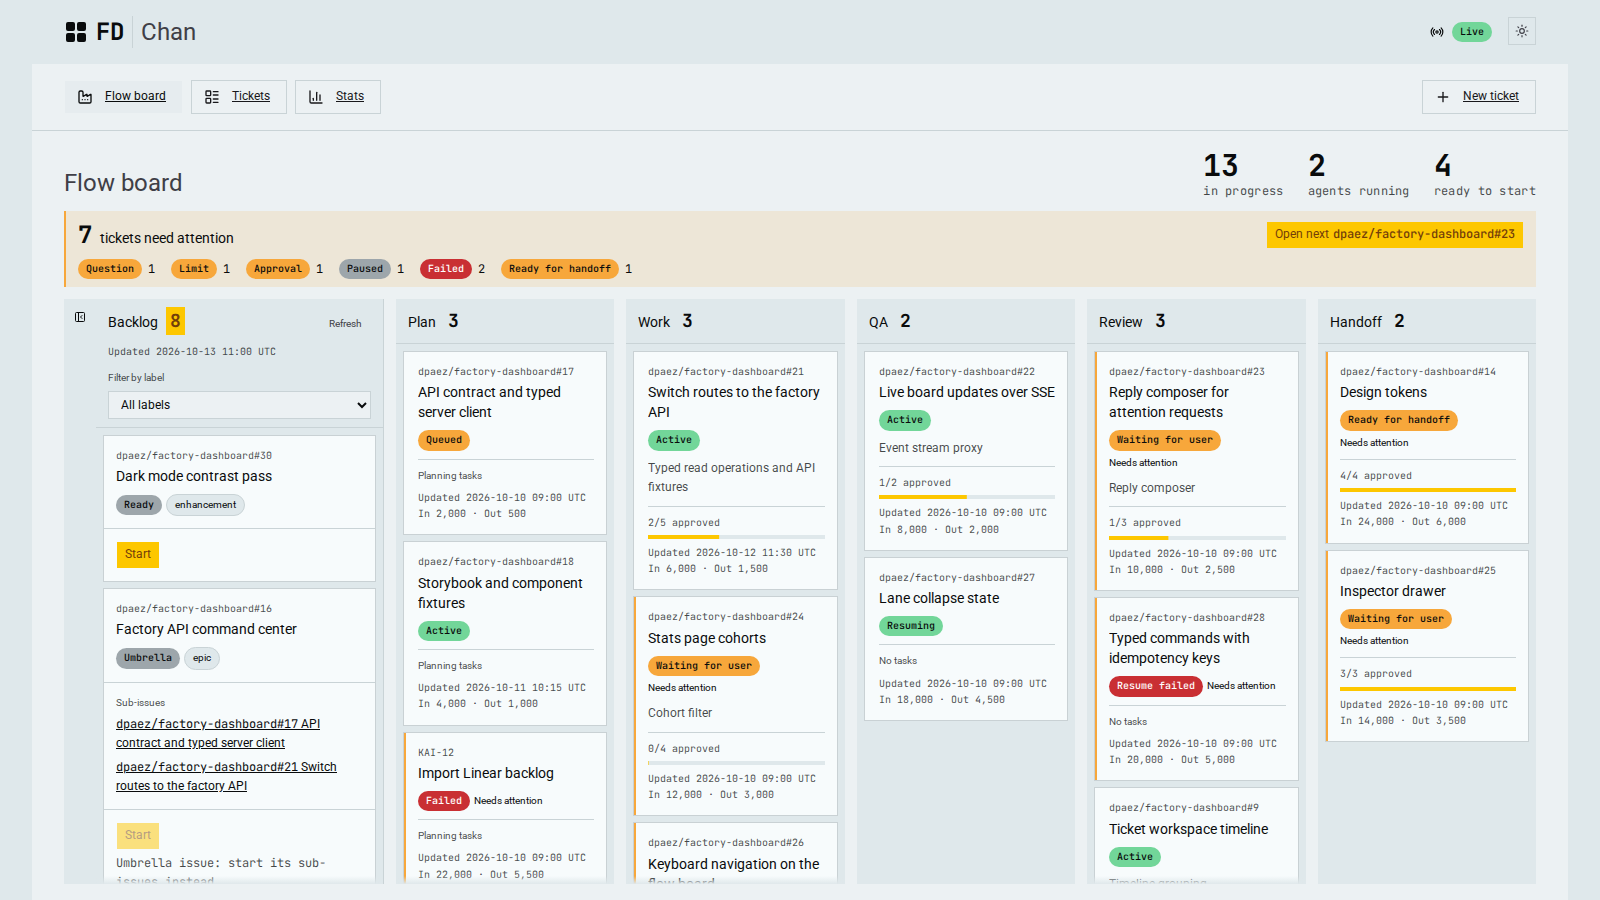 FD Chan
Live
Flow board
Tickets
Stats
New ticket
Flow board
13
in progress
2
agents running
4
ready to start
7 tickets need attention
Open next dpaez/factory-dashboard#23
Question 1
Limit 1
Approval 1
Paused 1
Failed 2
Ready for handoff 1
Backlog 8
Refresh
Updated 2026-10-13 11:00 UTC
Filter by label
All labels
dpaez/factory-dashboard#30
Dark mode contrast pass
Ready enhancement
Start
dpaez/factory-dashboard#16
Factory API command center
Umbrella epic
Sub-issues
dpaez/factory-dashboard#17 API
contract and typed server client
dpaez/factory-dashboard#21 Switch
routes to the factory API
Start
Umbrella issue: start its sub-
issues instead
Plan 3
dpaez/factory-dashboard#17
API contract and typed
server client
Queued
Planning tasks
Updated 2026-10-10 09:00 UTC
In 2,000 · Out 500
dpaez/factory-dashboard#18
Storybook and component
fixtures
Active
Planning tasks
Updated 2026-10-11 10:15 UTC
In 4,000 · Out 1,000
KAI-12
Import Linear backlog
Failed Needs attention
Planning tasks
Updated 2026-10-10 09:00 UTC
In 22,000 · Out 5,500
Work 3
dpaez/factory-dashboard#21
Switch routes to the factory
API
Active
Typed read operations and API
fixtures
2/5 approved
Updated 2026-10-12 11:30 UTC
In 6,000 · Out 1,500
dpaez/factory-dashboard#24
Stats page cohorts
Waiting for user
Needs attention
Cohort filter
0/4 approved
Updated 2026-10-10 09:00 UTC
In 12,000 · Out 3,000
dpaez/factory-dashboard#26
Keyboard navigation on the
flow board
QA 2
dpaez/factory-dashboard#22
Live board updates over SSE
Active
Event stream proxy
1/2 approved
Updated 2026-10-10 09:00 UTC
In 8,000 · Out 2,000
dpaez/factory-dashboard#27
Lane collapse state
Resuming
No tasks
Updated 2026-10-10 09:00 UTC
In 18,000 · Out 4,500
Review 3
dpaez/factory-dashboard#23
Reply composer for
attention requests
Waiting for user
Needs attention
Reply composer
1/3 approved
Updated 2026-10-10 09:00 UTC
In 10,000 · Out 2,500
dpaez/factory-dashboard#28
Typed commands with
idempotency keys
Resume failed Needs attention
No tasks
Updated 2026-10-10 09:00 UTC
In 20,000 · Out 5,000
dpaez/factory-dashboard#9
Ticket workspace timeline
Active
Timeline grouping
Handoff 2
dpaez/factory-dashboard#14
Design tokens
Ready for handoff
Needs attention
4/4 approved
Updated 2026-10-10 09:00 UTC
In 24,000 · Out 6,000
dpaez/factory-dashboard#25
Inspector drawer
Waiting for user
Needs attention
3/3 approved
Updated 2026-10-10 09:00 UTC
In 14,000 · Out 3,500